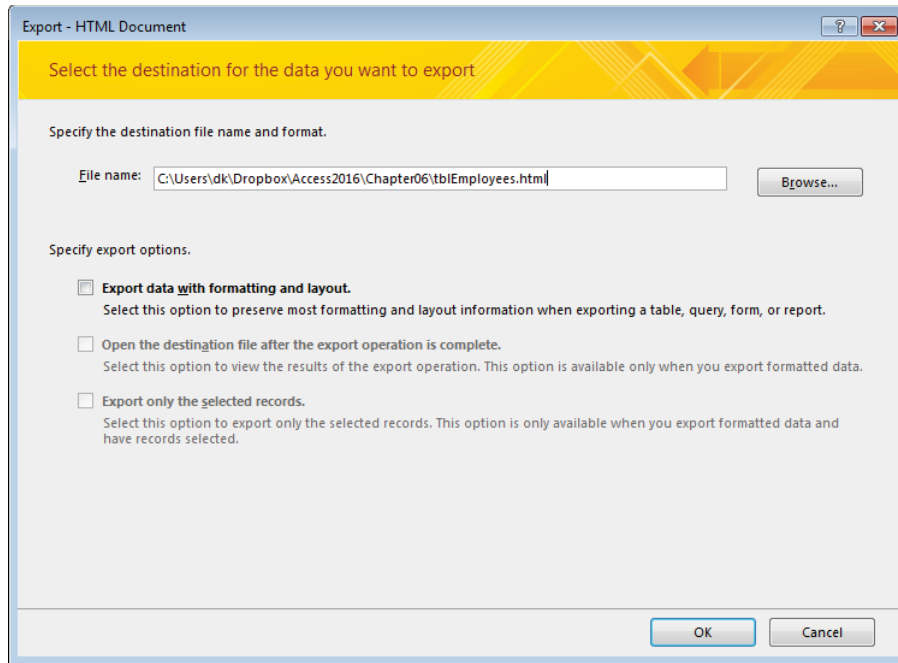 Export - HTML Document
Select the destination for the data you want to export
Specify the destination file name and format.
File name: C:\Users\dk\Dropbox\Access2016\Chapter06\tblEmployees.html Browse...
Specify export options.
Export data with formatting and layout.
Select this option to preserve most formatting and layout information when exporting a table, query, form, or report.
Open the destination file after the export operation is complete.
Select this option to view the results of the export operation. This option is available only when you export formatted data.
Export only the selected records.
Select this option to export only the selected records. This option is only available when you export formatted data and
have records selected.
OK Cancel